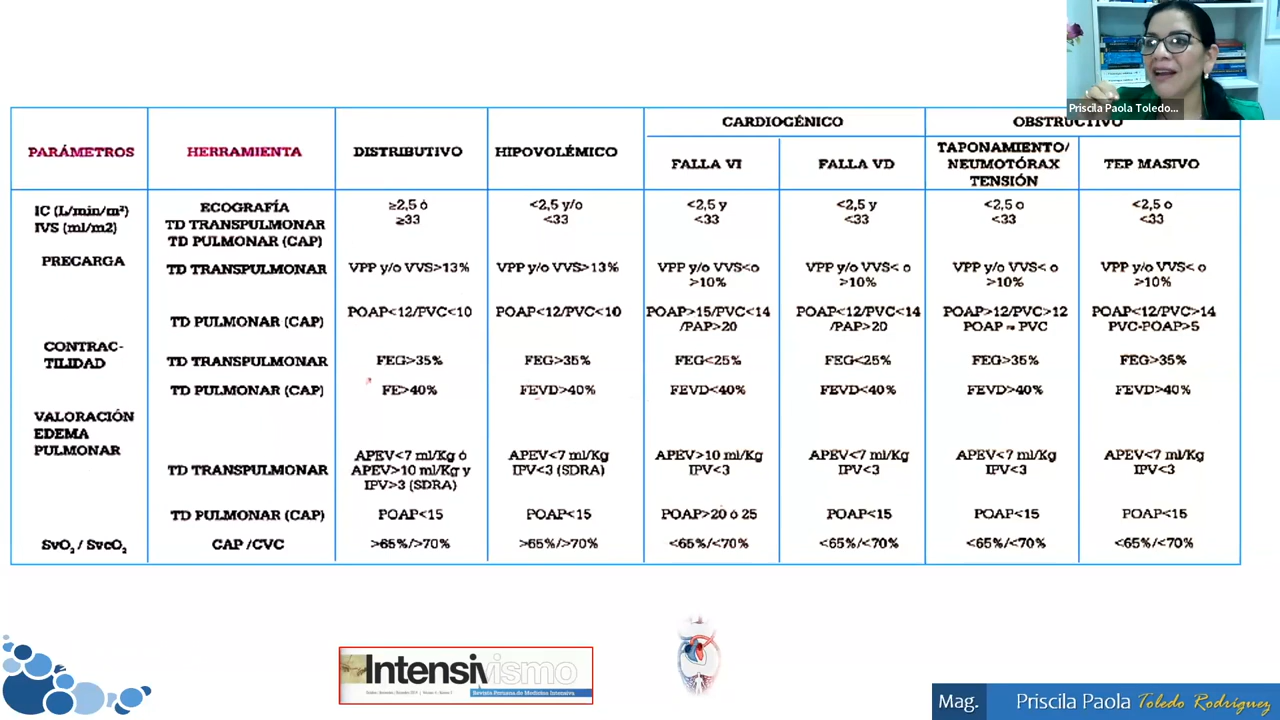 Priscila Paola Toledo...
CARDIOGÉNICO
OBSTRUCTIVO
PARÁMETROS
HERRAMIENTA
DISTRIBUTIVO
HIPOVOLÉMICO
FALLA VI
FALLA VD
TAPONAMIENTO/
NEUMOTÓRAX
TENSIÓN
TEP MASIVO
IC (L/min/m²)
IVS (ml/m2)
ECOGRAFÍA
TD TRANSPULMONAR
TD PULMONAR (CAP)
≥2,5 ó
≥33
<2,5 y/o
<33
<2,5 y
<33
<2,5 y
<33
<2,5 o
<33
<2,5 o
<33
PRECARGA
TD TRANSPULMONAR
VPP y/o VVS>13%
VPP y/o VVS>13%
VPP y/o VVS<o
>10%
VPP y/o VVS< o
>10%
VPP y/o VVS< o
>10%
VPP y/o VVS< o
>10%
TD PULMONAR (CAP)
POAP<12/PVC<10
POAP<12/PVC<10
POAP>15/PVC<14
/PAP>20
POAP<12/PVC<14
/PAP>20
POAP>12/PVC>12
POAP ≈ PVC
POAP<12/PVC>14
PVC-POAP>5
CONTRAC-
TILIDAD
TD TRANSPULMONAR
FEG>35%
FEG>35%
FEG<25%
FEG<25%
FEG>35%
FEG>35%
TD PULMONAR (CAP)
FE>40%
FEVD>40%
FEVD<40%
FEVD<40%
FEVD>40%
FEVD>40%
VALORACIÓN
EDEMA
PULMONAR
TD TRANSPULMONAR
APEV<7 ml/Kg ó
APEV>10 ml/Kg y
IPV>3 (SDRA)
APEV<7 ml/Kg
IPV<3 (SDRA)
APEV>10 ml/Kg
IPV<3
APEV<7 ml/Kg
IPV<3
APEV<7 ml/Kg
IPV<3
APEV<7 ml/Kg
IPV<3
TD PULMONAR (CAP)
POAP<15
POAP<15
POAP>20 ó 25
POAP<15
POAP<15
POAP<15
SvO₂ / SvcO₂
CAP /CVC
>65%/>70%
>65%/>70%
<65%/<70%
<65%/<70%
<65%/<70%
<65%/<70%
Intensivismo
Revista Peruana de Medicina Intensiva
Mag.
Priscila Paola Toledo Rodríguez